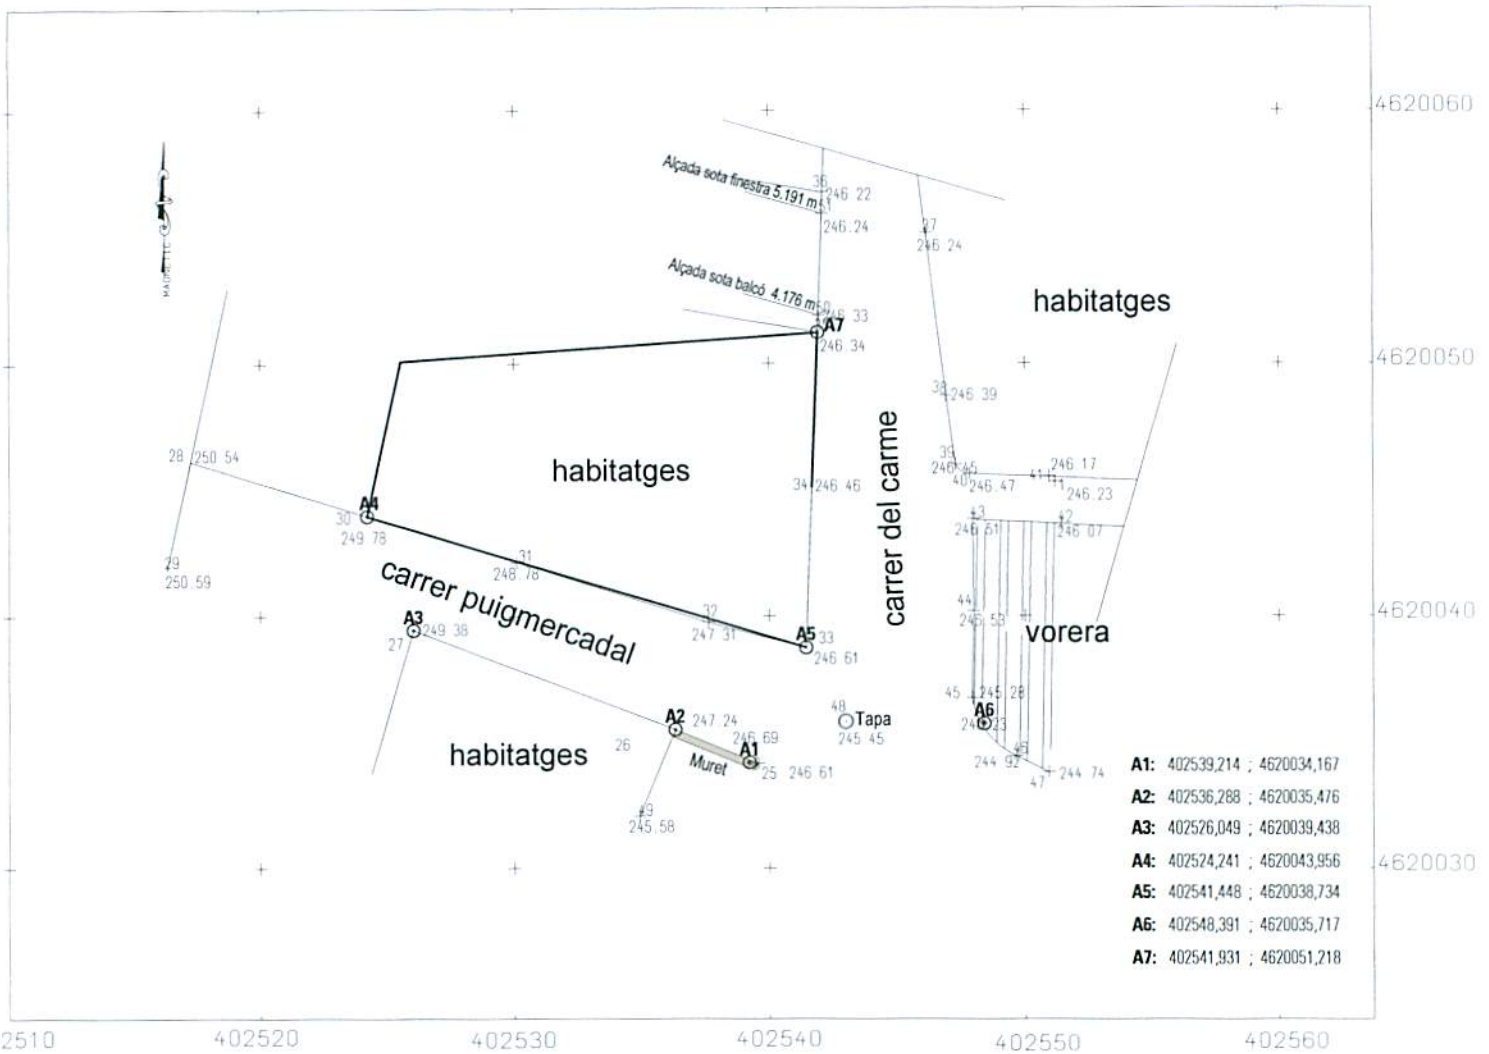 4620060
Alçada sota finestra 5.191 m
36
246 22
246.24
37
246 24
MAGNETIC
Alçada sota balcó 4.176 m
50
246 33
A7
246.34
habitatges
4620050
38
246 39
28
250 54
habitatges
34
246 46
carrer del carme
39
246.45
40
246.47
41
246 17
246.23
A4
30
249 78
43
246 51
42
246 07
29
250.59
31
248.78
carrer puigmercadal
32
247 31
A3
27
249 38
A5
33
246 61
44
246 53
vorera
4620040
45
245 28
A6
A2
247 24
246 69
26
habitatges
Muret
A1
25
246 61
48
Tapa
245 45
46
244 92
47
244 74
49
245.58
4620030
A1: 402539,214 ; 4620034,167
A2: 402536,288 ; 4620035,476
A3: 402526,049 ; 4620039,438
A4: 402524,241 ; 4620043,956
A5: 402541,448 ; 4620038,734
A6: 402548,391 ; 4620035,717
A7: 402541,931 ; 4620051,218
2510 402520 402530 402540 402550 402560